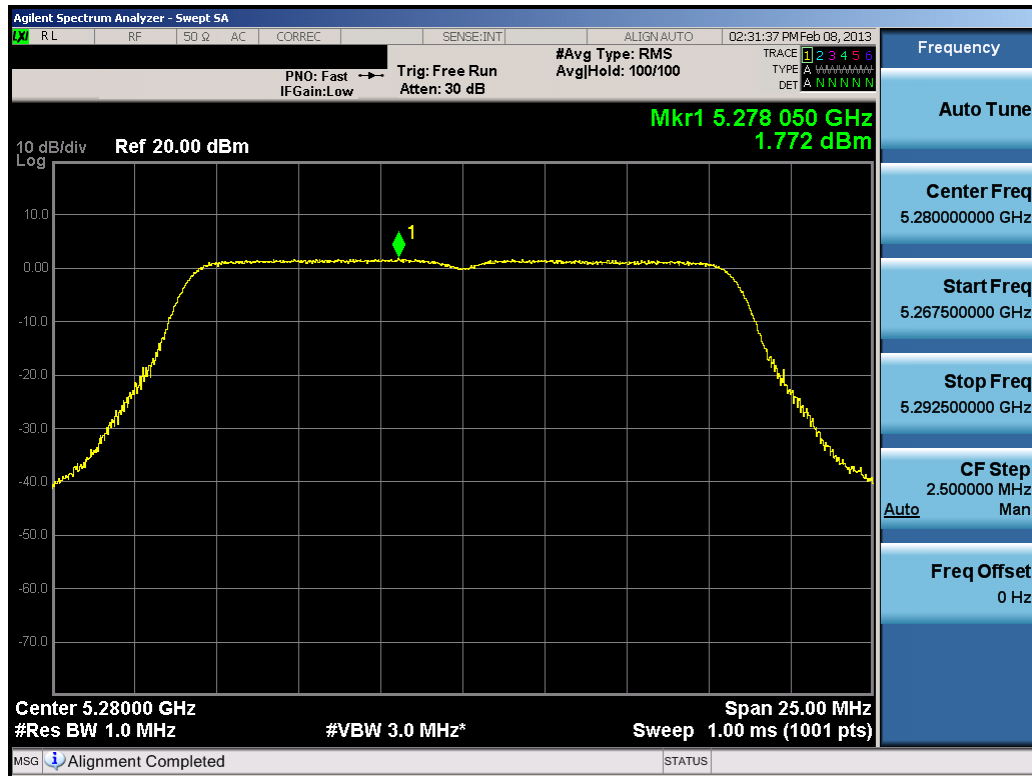 Agilent Spectrum Analyzer - Swept SA
LXI RL RF 50 Ω AC CORREC SENSE:INT ALIGN AUTO 02:31:37 PM Feb 08, 2013
PNO: Fast Trig: Free Run #Avg Type: RMS TRACE 1 2 3 4 5 6
IFGain:Low Atten: 30 dB Avg|Hold: 100/100 TYPE A WWWWW
DET A N N N N N
Mkr1 5.278 050 GHz
1.772 dBm
10 dB/div Ref 20.00 dBm
Log
1
10.0
0.00
-10.0
-20.0
-30.0
-40.0
-50.0
-60.0
-70.0
Center 5.28000 GHz Span 25.00 MHz
#Res BW 1.0 MHz #VBW 3.0 MHz* Sweep 1.00 ms (1001 pts)
MSG Alignment Completed STATUS
Frequency
Auto Tune
Center Freq
5.280000000 GHz
Start Freq
5.267500000 GHz
Stop Freq
5.292500000 GHz
CF Step
2.500000 MHz
Auto Man
Freq Offset
0 Hz